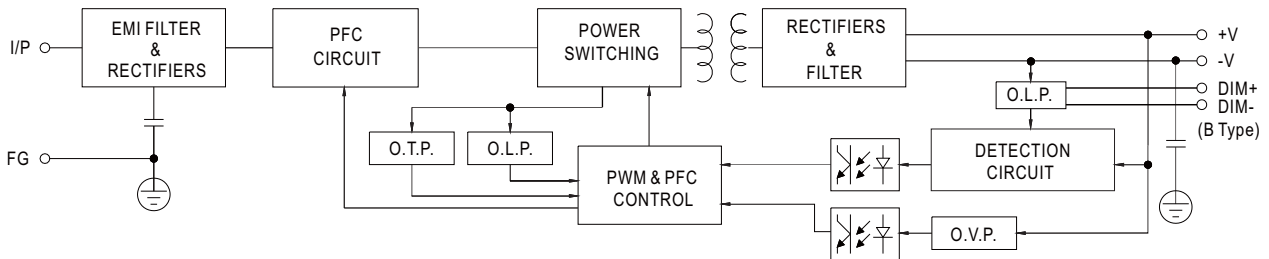 I/P
EMI FILTER
&
RECTIFIERS
PFC
CIRCUIT
POWER
SWITCHING
RECTIFIERS
&
FILTER
+V
-V
O.L.P.
DIM+
DIM-
(B Type)
FG
O.T.P.
O.L.P.
PWM & PFC
CONTROL
DETECTION
CIRCUIT
O.V.P.